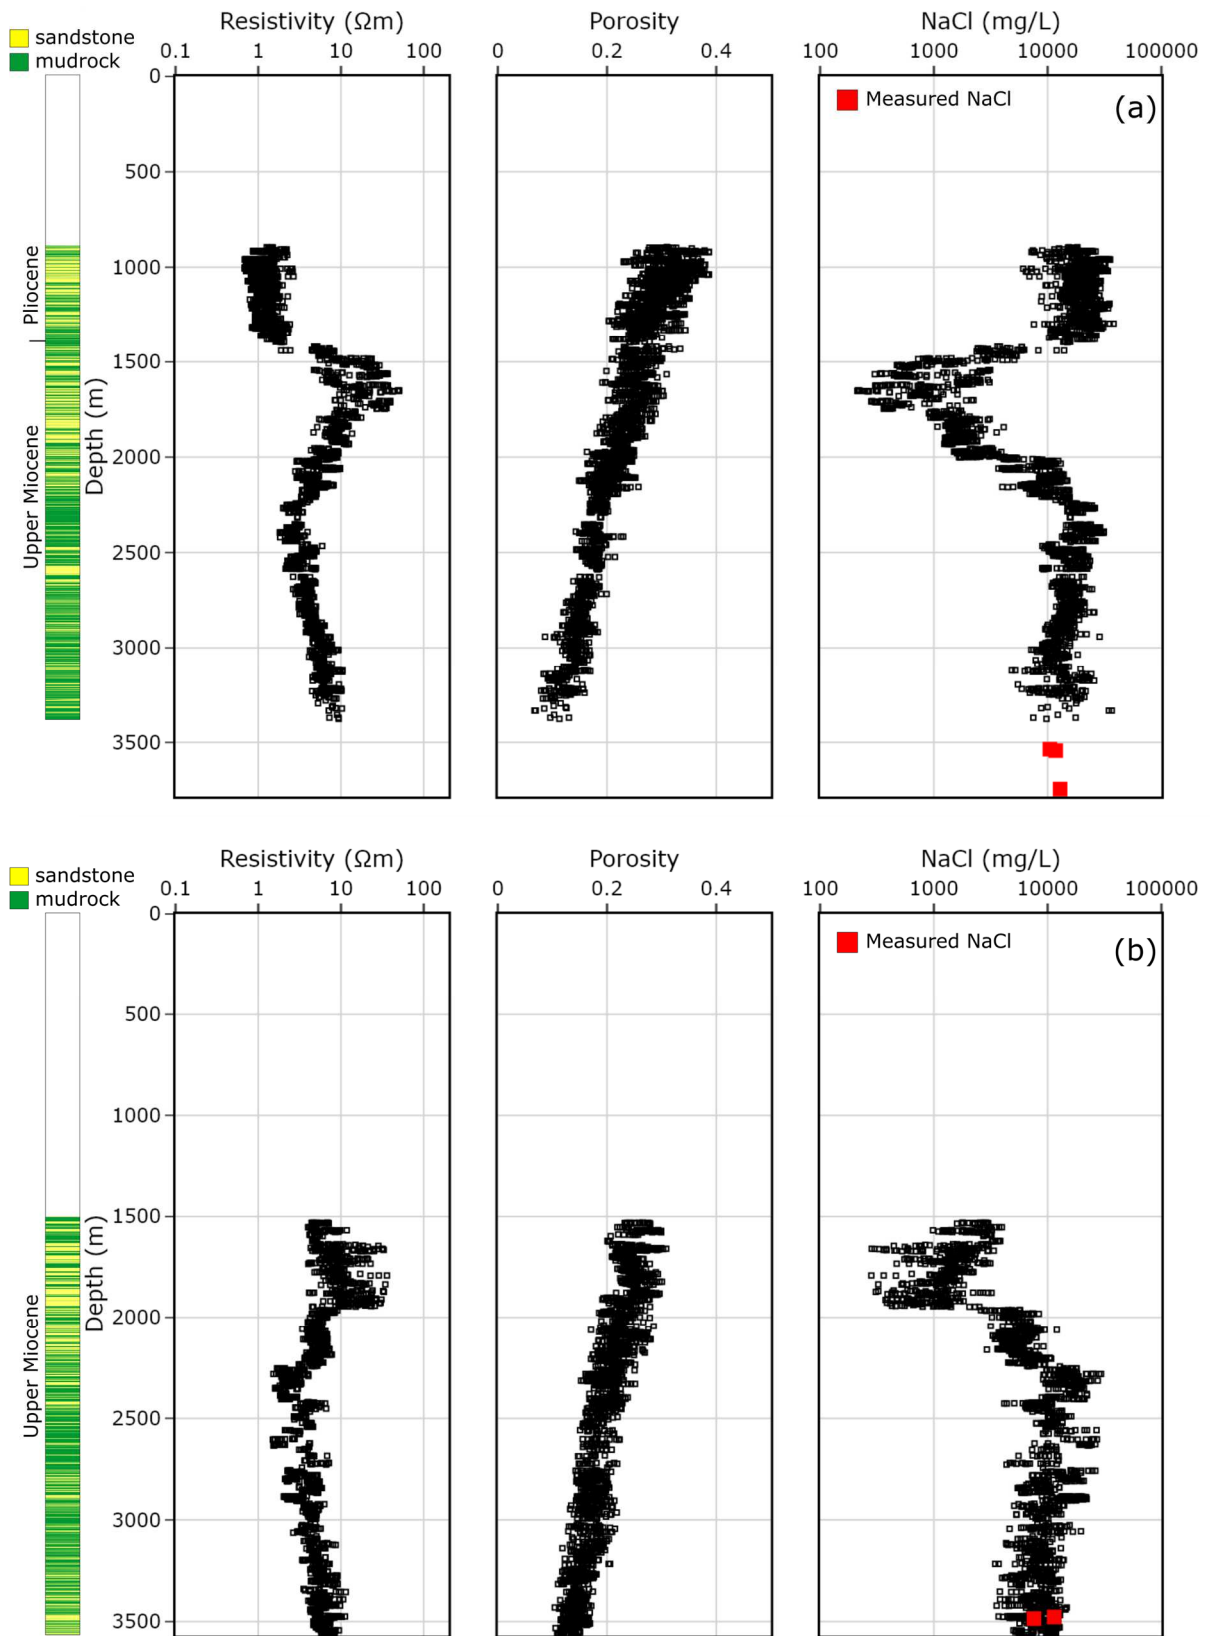 Resistivity (Ωm) Porosity NaCl (mg/L)
sandstone
mudrock
0.1 1 10 100 0 0.2 0.4 100 1000 10000 100000
0
Measured NaCl
(a)
500
Pliocene
1000
1500
Upper Miocene
Depth (m)
2000
2500
3000
3500
Resistivity (Ωm) Porosity NaCl (mg/L)
sandstone
mudrock
0.1 1 10 100 0 0.2 0.4 100 1000 10000 100000
0
Measured NaCl
(b)
500
1000
1500
Depth (m)
Upper Miocene
2000
2500
3000
3500